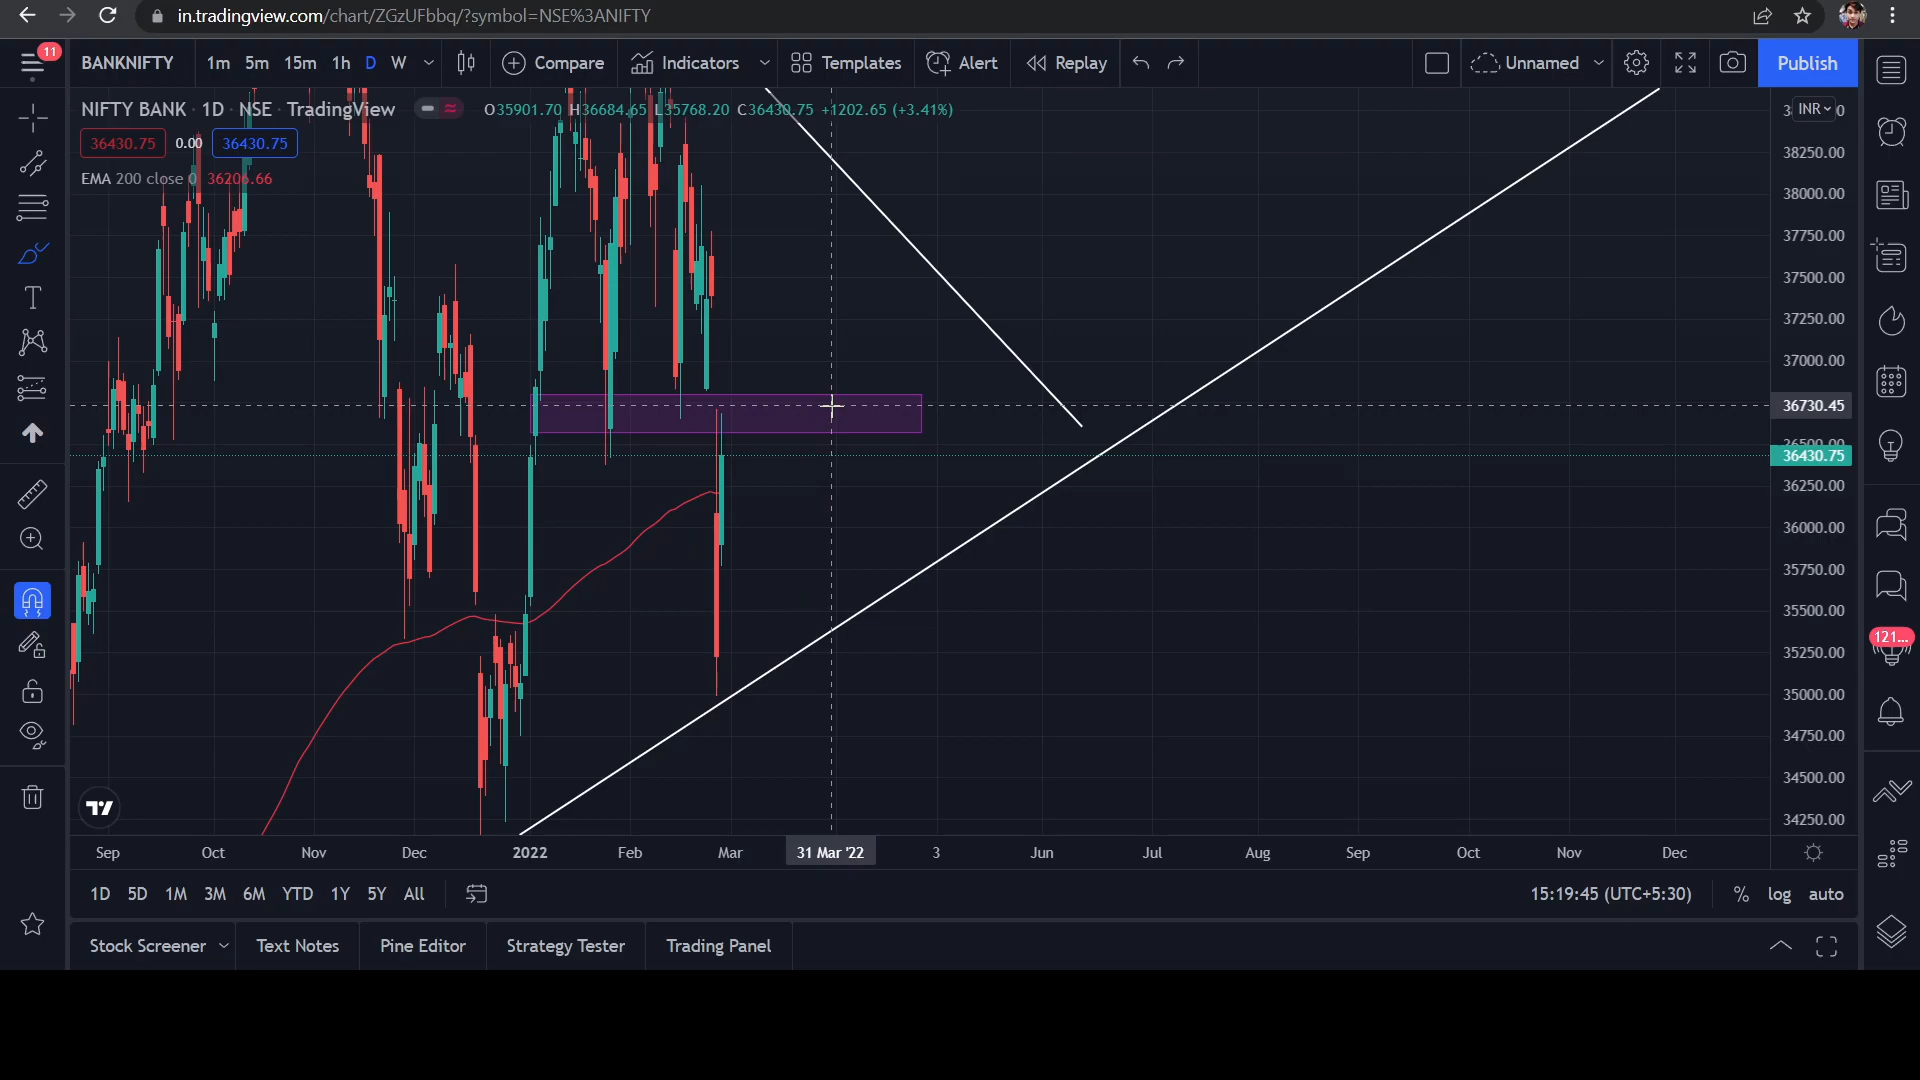 in.tradingview.com/chart/ZGzUFbbq/?symbol=NSE%3ANIFTY
11
BANKNIFTY 1m 5m 15m 1h D W Compare Indicators Templates Alert Replay Unnamed Publish
NIFTY BANK · 1D · NSE · TradingView O35901.70 H36684.65 L35768.20 C36430.75 +1202.65 (+3.41%)
INR
36430.75 0.00 36430.75
EMA 200 close 0 36206.66
38250.00
38000.00
37750.00
37500.00
37250.00
37000.00
36730.45
36500.00
36430.75
36250.00
36000.00
35750.00
35500.00
35250.00
35000.00
34750.00
34500.00
34250.00
121...
Sep Oct Nov Dec 2022 Feb Mar 31 Mar '22 3 Jun Jul Aug Sep Oct Nov Dec
1D 5D 1M 3M 6M YTD 1Y 5Y All 15:19:45 (UTC+5:30) % log auto
Stock Screener Text Notes Pine Editor Strategy Tester Trading Panel